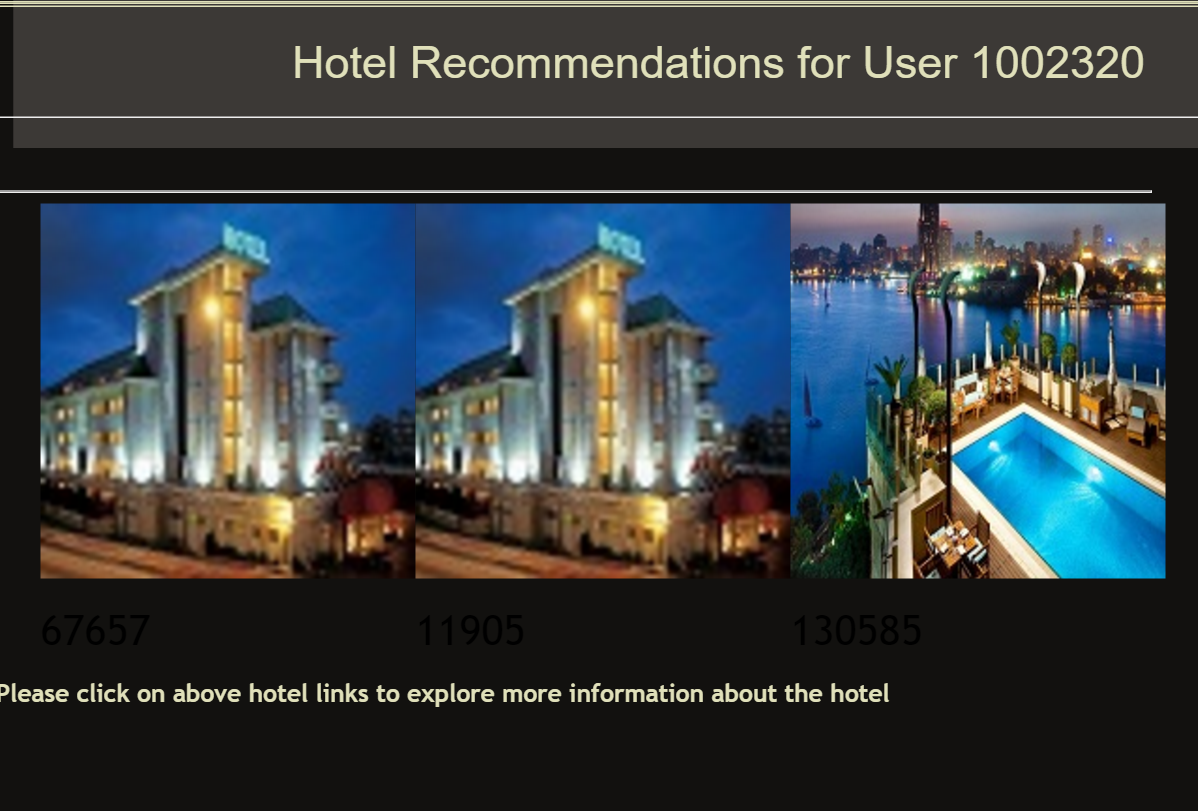 Hotel Recommendations for User 1002320
HOTEL
HOTEL
67657 11905 130585
Please click on above hotel links to explore more information about the hotel